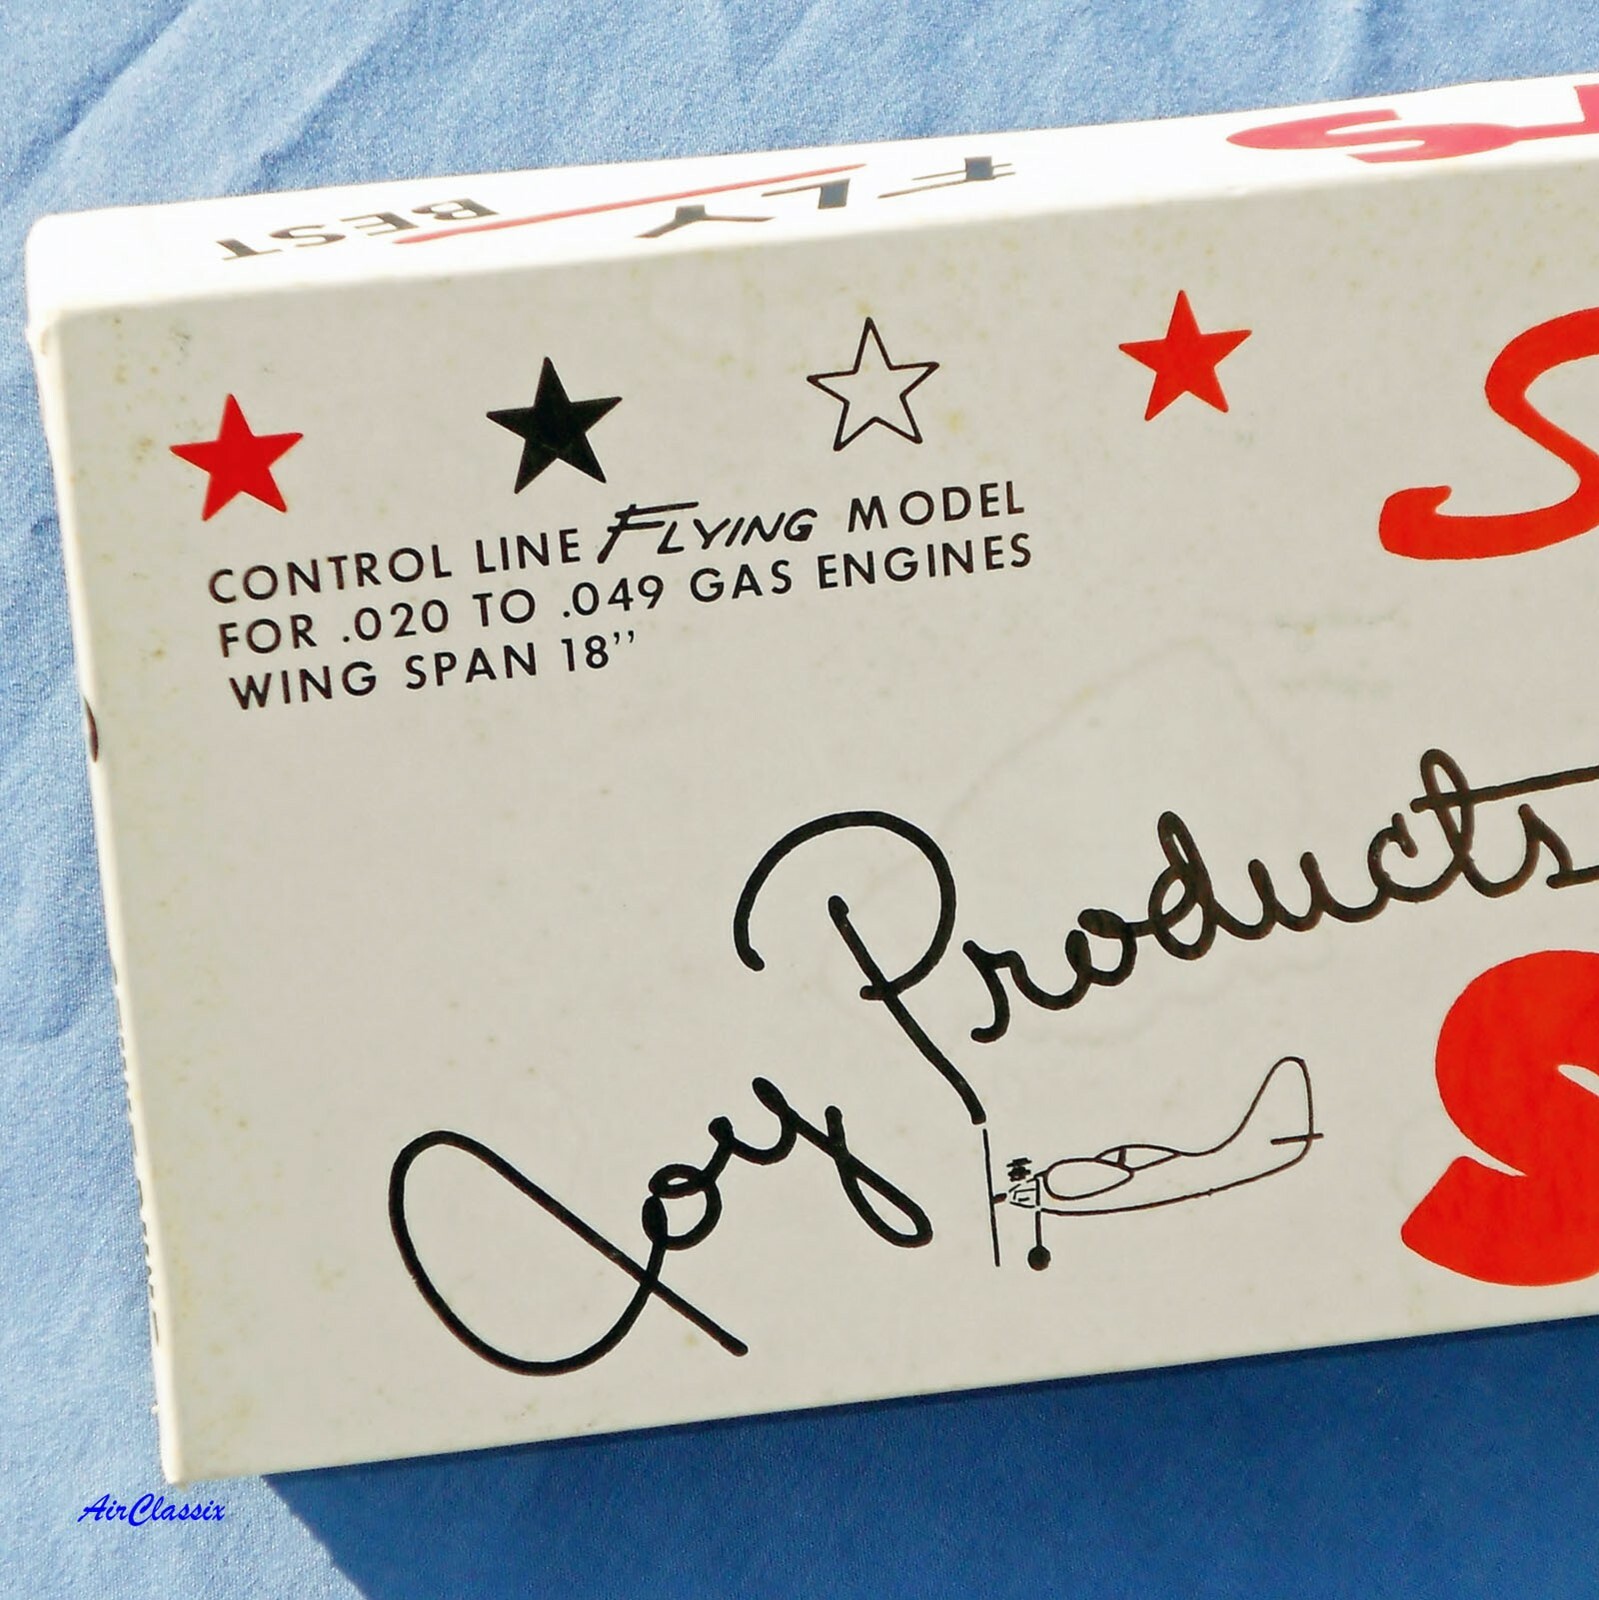 FLY BEST
CONTROL LINE FLYING MODEL
FOR .020 TO .049 GAS ENGINES
WING SPAN 18”
Joy Products
AirClassix